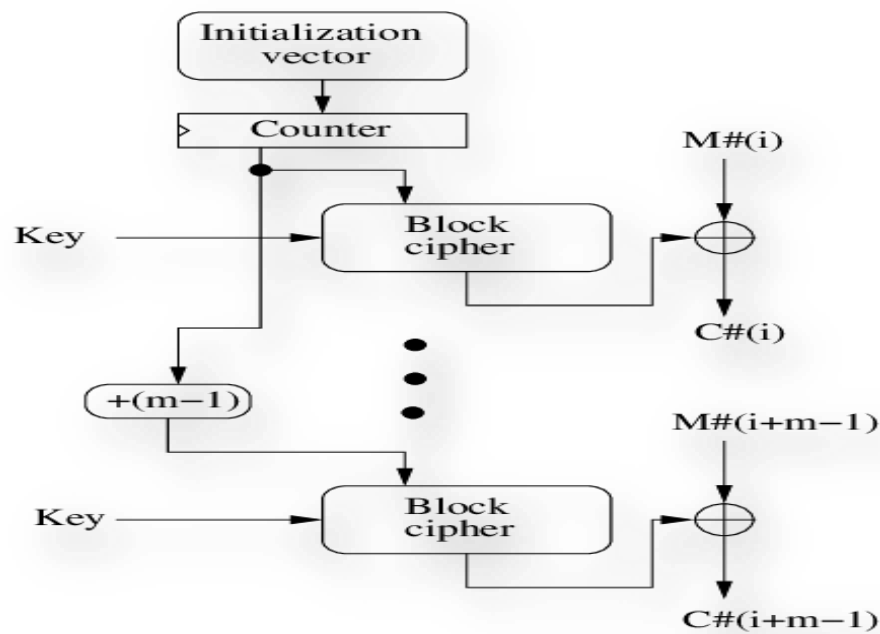 Initialization
vector
Counter
M#(i)
Key
Block
cipher
C#(i)
+(m−1)
M#(i+m−1)
Key
Block
cipher
C#(i+m−1)